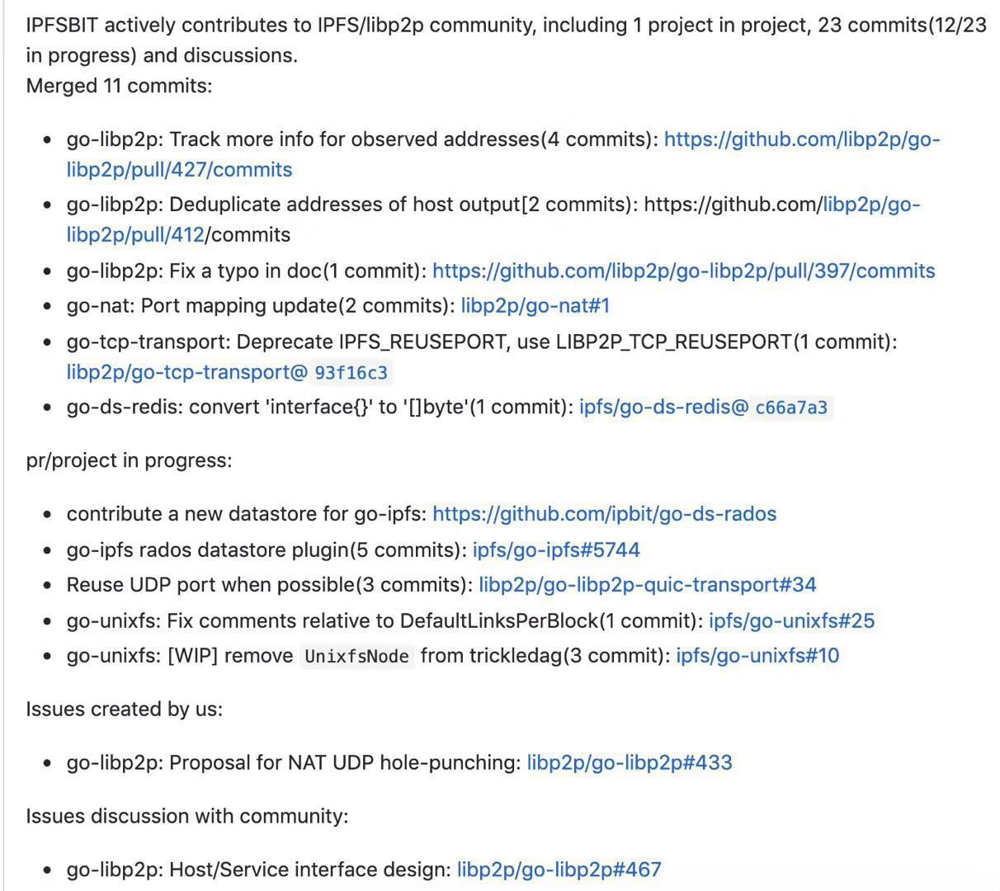 IPFSBIT actively contributes to IPFS/libp2p community, including 1 project in project, 23 commits(12/23
in progress) and discussions.
Merged 11 commits:
• go-libp2p: Track more info for observed addresses(4 commits): https://github.com/libp2p/go-
libp2p/pull/427/commits
• go-libp2p: Deduplicate addresses of host output[2 commits): https://github.com/libp2p/go-
libp2p/pull/412/commits
• go-libp2p: Fix a typo in doc(1 commit): https://github.com/libp2p/go-libp2p/pull/397/commits
• go-nat: Port mapping update(2 commits): libp2p/go-nat#1
• go-tcp-transport: Deprecate IPFS_REUSEPORT, use LIBP2P_TCP_REUSEPORT(1 commit):
libp2p/go-tcp-transport@ 93f16c3
• go-ds-redis: convert 'interface{}' to '[]byte'(1 commit): ipfs/go-ds-redis@ c66a7a3
pr/project in progress:
• contribute a new datastore for go-ipfs: https://github.com/ipbit/go-ds-rados
• go-ipfs rados datastore plugin(5 commits): ipfs/go-ipfs#5744
• Reuse UDP port when possible(3 commits): libp2p/go-libp2p-quic-transport#34
• go-unixfs: Fix comments relative to DefaultLinksPerBlock(1 commit): ipfs/go-unixfs#25
• go-unixfs: [WIP] remove UnixfsNode from trickledag(3 commit): ipfs/go-unixfs#10
Issues created by us:
• go-libp2p: Proposal for NAT UDP hole-punching: libp2p/go-libp2p#433
Issues discussion with community:
• go-libp2p: Host/Service interface design: libp2p/go-libp2p#467